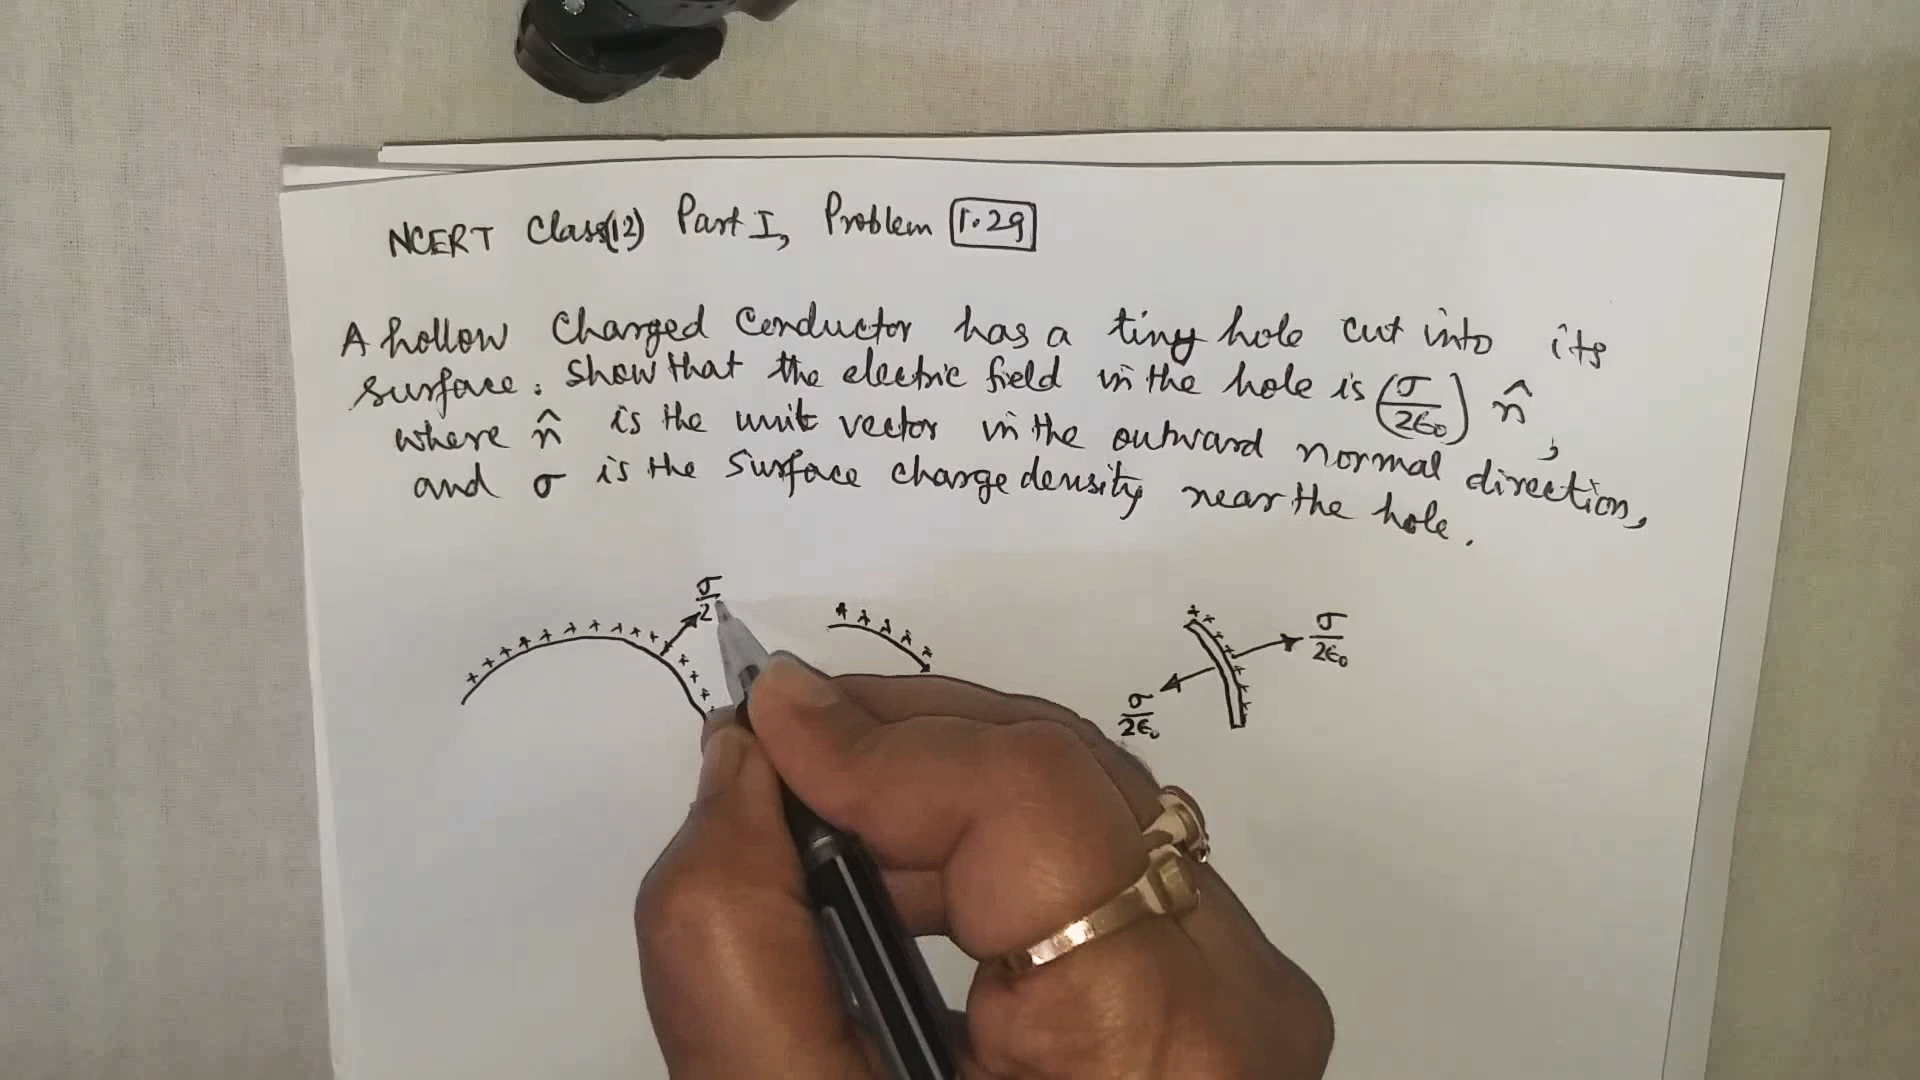 NCERT Class(12) Part I, Problem 1.29
A hollow Charged Conductor has a tiny hole cut into its
surface. Show that the electric field in the hole is (σ/2ϵ₀) n̂,
where n̂ is the unit vector in the outward normal direction,
and σ is the surface charge density near the hole.
σ/2
σ/2ϵ₀
σ/2ϵ₀